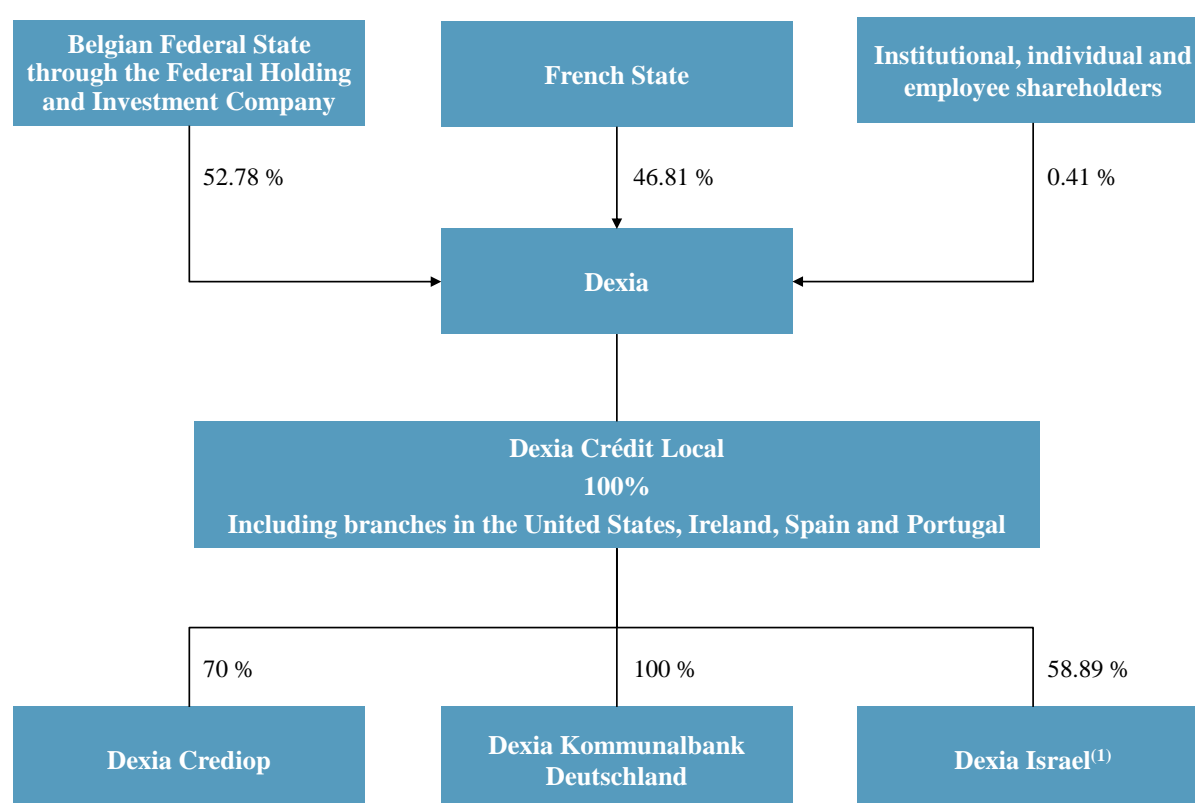 Belgian Federal State
through the Federal Holding
and Investment Company
French State
Institutional, individual and
employee shareholders
52.78 %
46.81 %
0.41 %
Dexia
Dexia Crédit Local
100%
Including branches in the United States, Ireland, Spain and Portugal
70 %
100 %
58.89 %
Dexia Crediop
Dexia Kommunalbank
Deutschland
Dexia Israel(1)